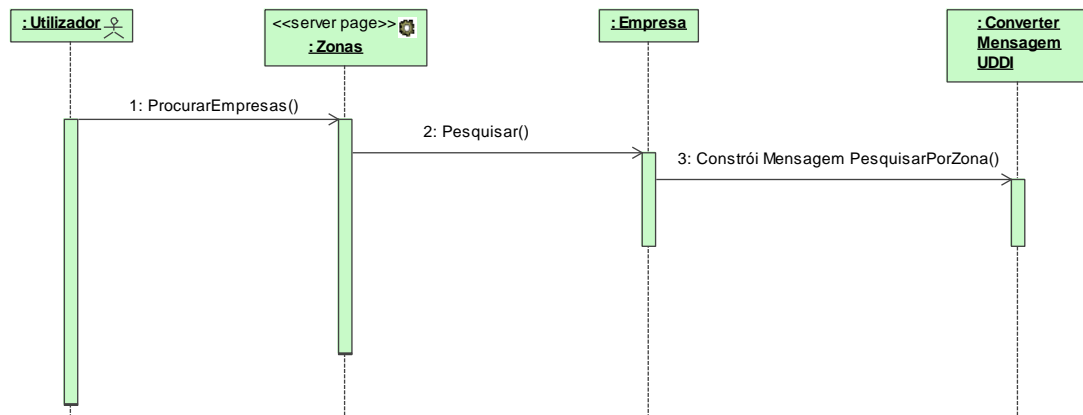 : Utilizador
<<server page>>
: Zonas
: Empresa
: Converter
Mensagem
UDDI
1: ProcurarEmpresas()
2: Pesquisar()
3: Constrói Mensagem PesquisarPorZona()